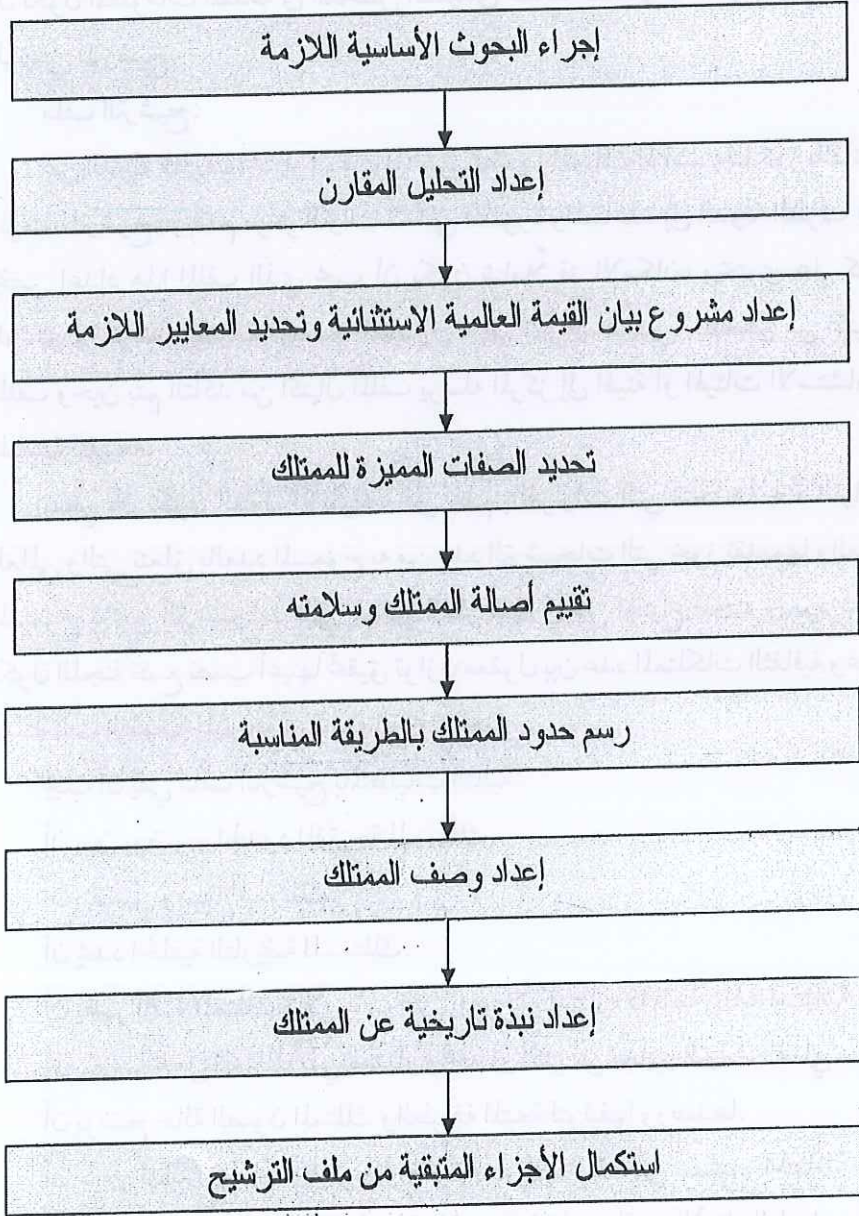 إجراء البحوث الأساسية اللازمة
إعداد التحليل المقارن
إعداد مشروع بيان القيمة العالمية الاستثنائية وتحديد المعايير اللازمة
تحديد الصفات المميزة للممتلك
تقييم أصالة الممتلك وسلامته
رسم حدود الممتلك بالطريقة المناسبة
إعداد وصف الممتلك
إعداد نبذة تاريخية عن الممتلك
استكمال الأجزاء المتبقية من ملف الترشيح